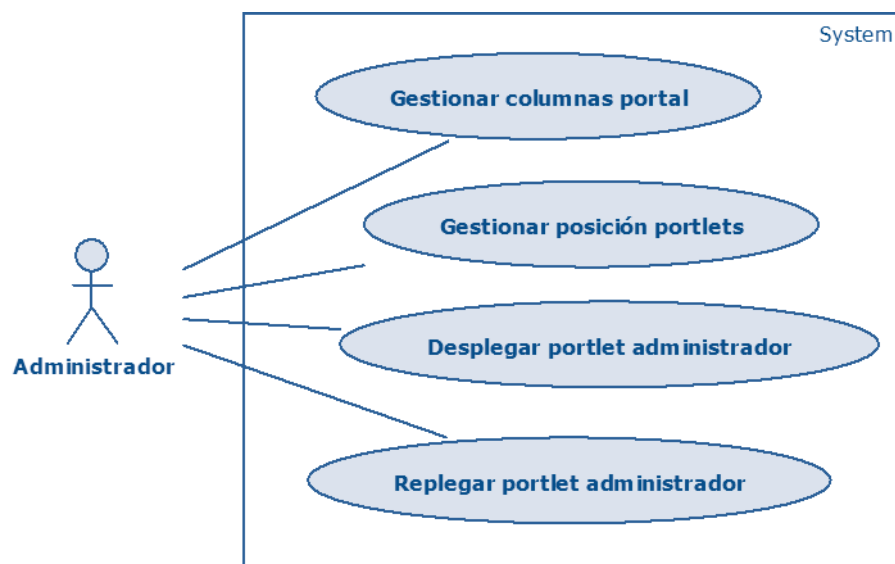 System
Gestionar columnas portal
Gestionar posición portlets
Desplegar portlet administrador
Administrador
Replegar portlet administrador